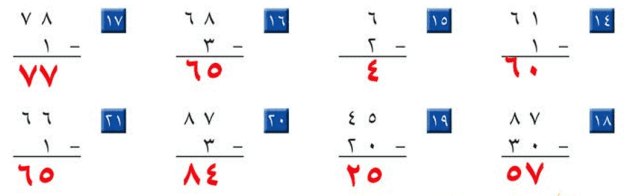 ١٤ ١٥ ١٦ ١٧
٦١ ٦ ٦٨ ٧٨
١ − ٢ − ٣ − ١ −
٦٠ ٤ ٦٥ ٧٧
١٨ ١٩ ٢٠ ٢١
٨٧ ٤٥ ٨٧ ٦٦
٣٠ − ٢٠ − ٣ − ١ −
٥٧ ٢٥ ٨٤ ٦٥